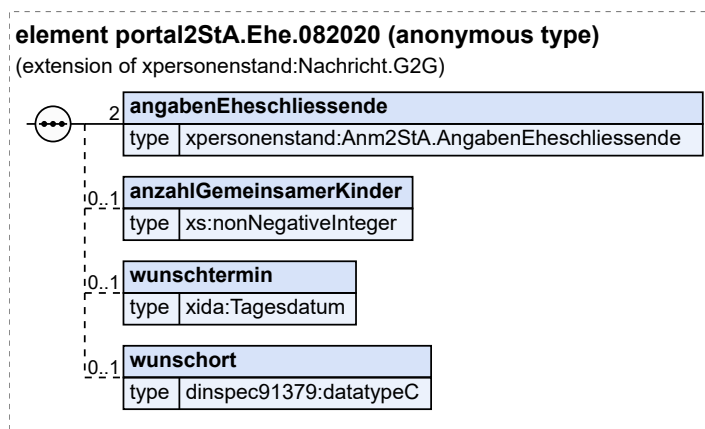 element portal2StA.Ehe.082020 (anonymous type)
(extension of xpersonenstand:Nachricht.G2G)
2
angabenEheschliessende
type xpersonenstand:Anm2StA.AngabenEheschliessende
0..1
anzahlGemeinsamerKinder
type xs:nonNegativeInteger
0..1
wunschtermin
type xida:Tagesdatum
0..1
wunschort
type dinspec91379:datatypeC